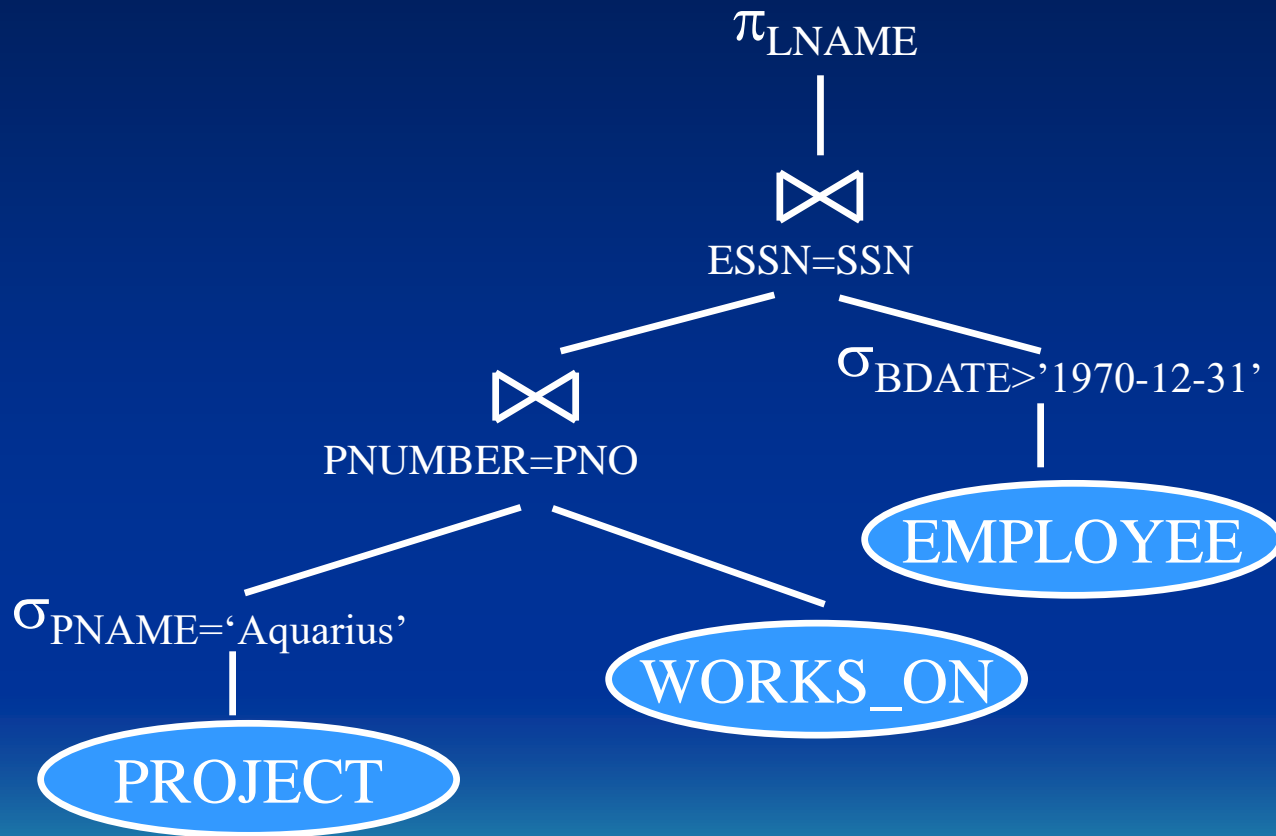 πLNAME
ESSN=SSN
σBDATE>’1970-12-31’
PNUMBER=PNO
EMPLOYEE
σPNAME=‘Aquarius’
WORKS_ON
PROJECT